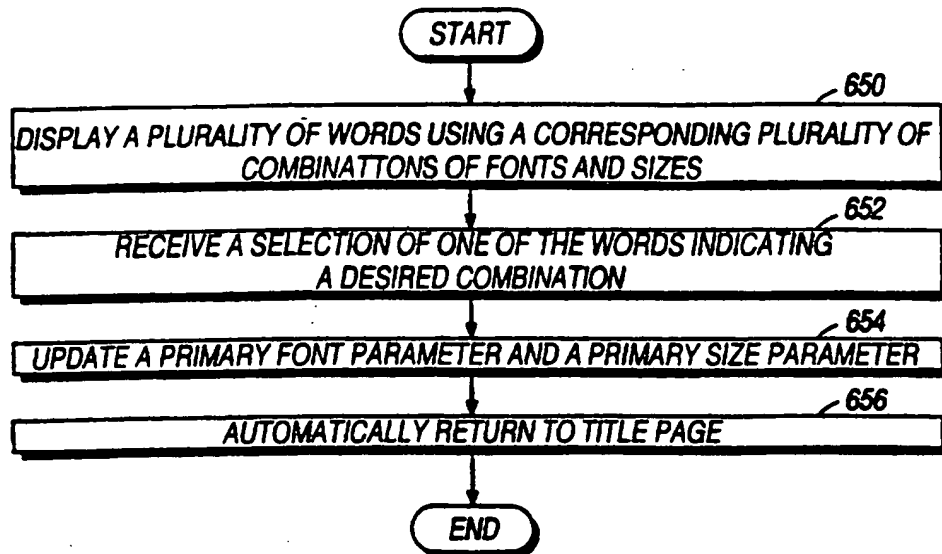 START
650
DISPLAY A PLURALITY OF WORDS USING A CORRESPONDING PLURALITY OF
COMBINATTONS OF FONTS AND SIZES
652
RECEIVE A SELECTION OF ONE OF THE WORDS INDICATING
A DESIRED COMBINATION
654
UPDATE A PRIMARY FONT PARAMETER AND A PRIMARY SIZE PARAMETER
656
AUTOMATICALLY RETURN TO TITLE PAGE
END